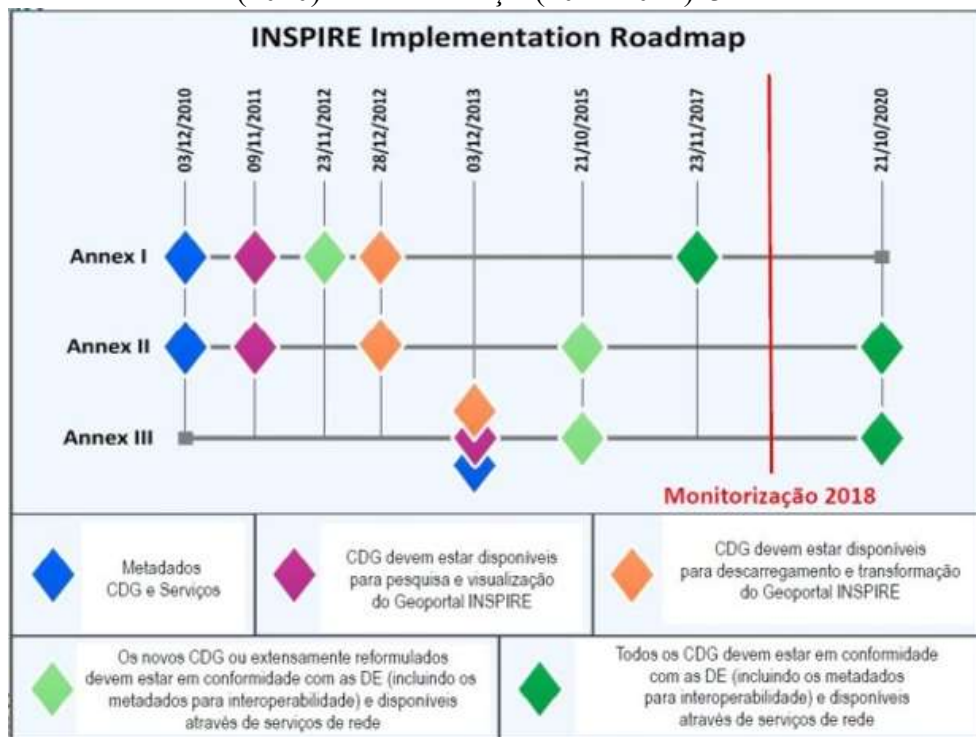 INSPIRE Implementation Roadmap
03/12/2010
09/11/2011
23/11/2012
28/12/2012
03/12/2013
21/10/2015
23/11/2017
21/10/2020
Annex I
Annex II
Annex III
Monitorização 2018
Metadados
CDG e Serviços
CDG devem estar disponíveis
para pesquisa e visualização
do Geoportal INSPIRE
CDG devem estar disponíveis
para descarregamento e transformação
do Geoportal INSPIRE
Os novos CDG ou extensamente reformulados
devem estar em conformidade com as DE (incluindo os
metadados para interoperabilidade) e disponíveis
através de serviços de rede
Todos os CDG devem estar em conformidade
com as DE (incluindo os metadados
para interoperabilidade) e disponíveis
através de serviços de rede